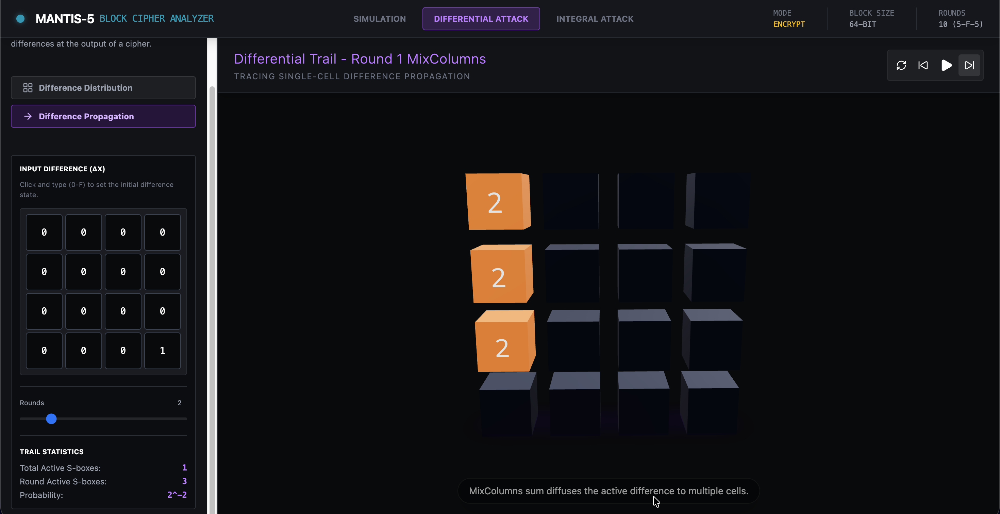 MANTIS-5 BLOCK CIPHER ANALYZER
SIMULATION
DIFFERENTIAL ATTACK
INTEGRAL ATTACK
MODE
ENCRYPT
BLOCK SIZE
64-BIT
ROUNDS
10 (5-F-5)
differences at the output of a cipher.
Difference Distribution
Difference Propagation
INPUT DIFFERENCE (ΔX)
Click and type (0-F) to set the initial difference
state.
0 0 0 0
0 0 0 0
0 0 0 0
0 0 0 1
Rounds 2
TRAIL STATISTICS
Total Active S-boxes: 1
Round Active S-boxes: 3
Probability: 2^-2
Differential Trail - Round 1 MixColumns
TRACING SINGLE-CELL DIFFERENCE PROPAGATION
2
2
2
MixColumns sum diffuses the active difference to multiple cells.